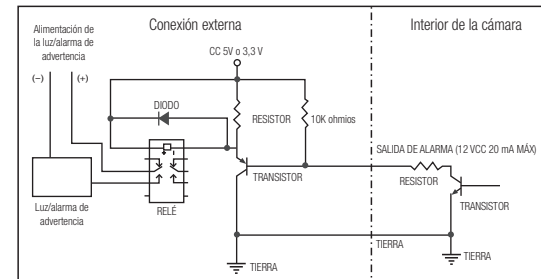 Conexión externa
Interior de la cámara
Alimentación de
la luz/alarma de
advertencia
(−)
(+)
CC 5V o 3,3 V
DIODO
RESISTOR
10K ohmios
SALIDA DE ALARMA (12 VCC 20 mA MÁX)
RESISTOR
TRANSISTOR
TRANSISTOR
RELÉ
Luz/alarma de
advertencia
TIERRA
TIERRA
TIERRA